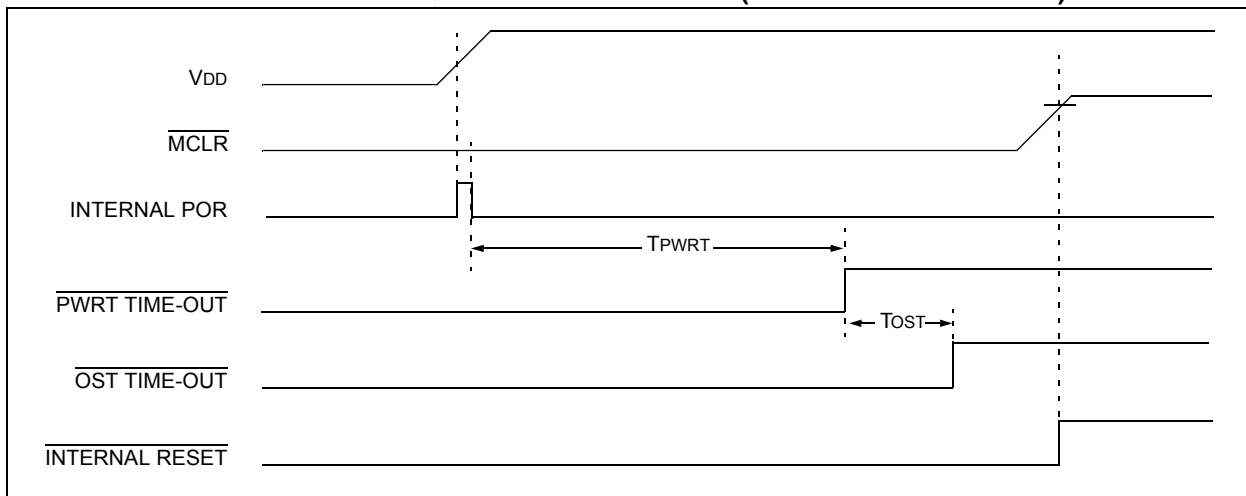 VDD
MCLR
INTERNAL POR
TPWRT
PWRT TIME-OUT
TOST
OST TIME-OUT
INTERNAL RESET